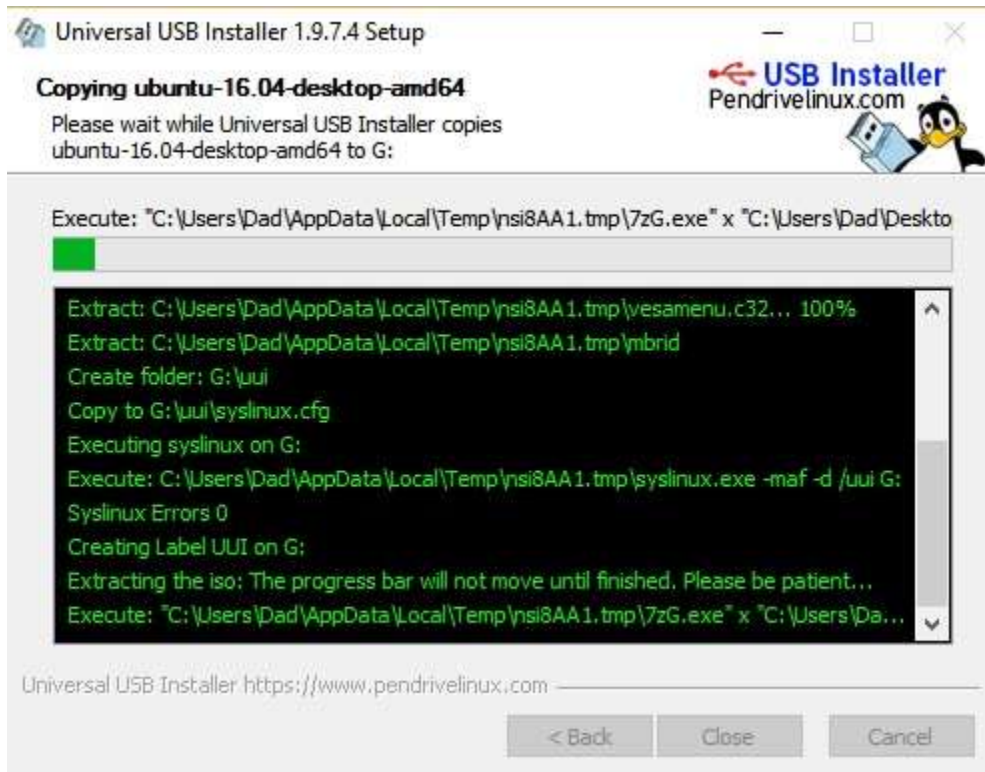 Universal USB Installer 1.9.7.4 Setup
Copying ubuntu-16.04-desktop-amd64
Please wait while Universal USB Installer copies
ubuntu-16.04-desktop-amd64 to G:
USB Installer
Pendrivelinux.com
Execute: "C:\Users\Dad\AppData\Local\Temp\nsi8AA1.tmp\7zG.exe" x "C:\Users\Dad\Deskto
Extract: C:\Users\Dad\AppData\Local\Temp\nsi8AA1.tmp\vesamenu.c32... 100%
Extract: C:\Users\Dad\AppData\Local\Temp\nsi8AA1.tmp\mbrid
Create folder: G:\uui
Copy to G:\uui\syslinux.cfg
Executing syslinux on G:
Execute: C:\Users\Dad\AppData\Local\Temp\nsi8AA1.tmp\syslinux.exe -maf -d /uui G:
Syslinux Errors 0
Creating Label UUI on G:
Extracting the iso: The progress bar will not move until finished. Please be patient...
Execute: "C:\Users\Dad\AppData\Local\Temp\nsi8AA1.tmp\7zG.exe" x "C:\Users\Da...
Universal USB Installer https://www.pendrivelinux.com
< Back Close Cancel